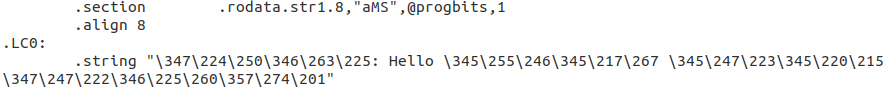 .section	.rodata.str1.8,"aMS",@progbits,1
.align 8
.LC0:
.string "\347\224\250\346\263\225: Hello \345\255\246\345\217\267 \345\247\223\345\220\215
\347\247\222\346\225\260\357\274\201"